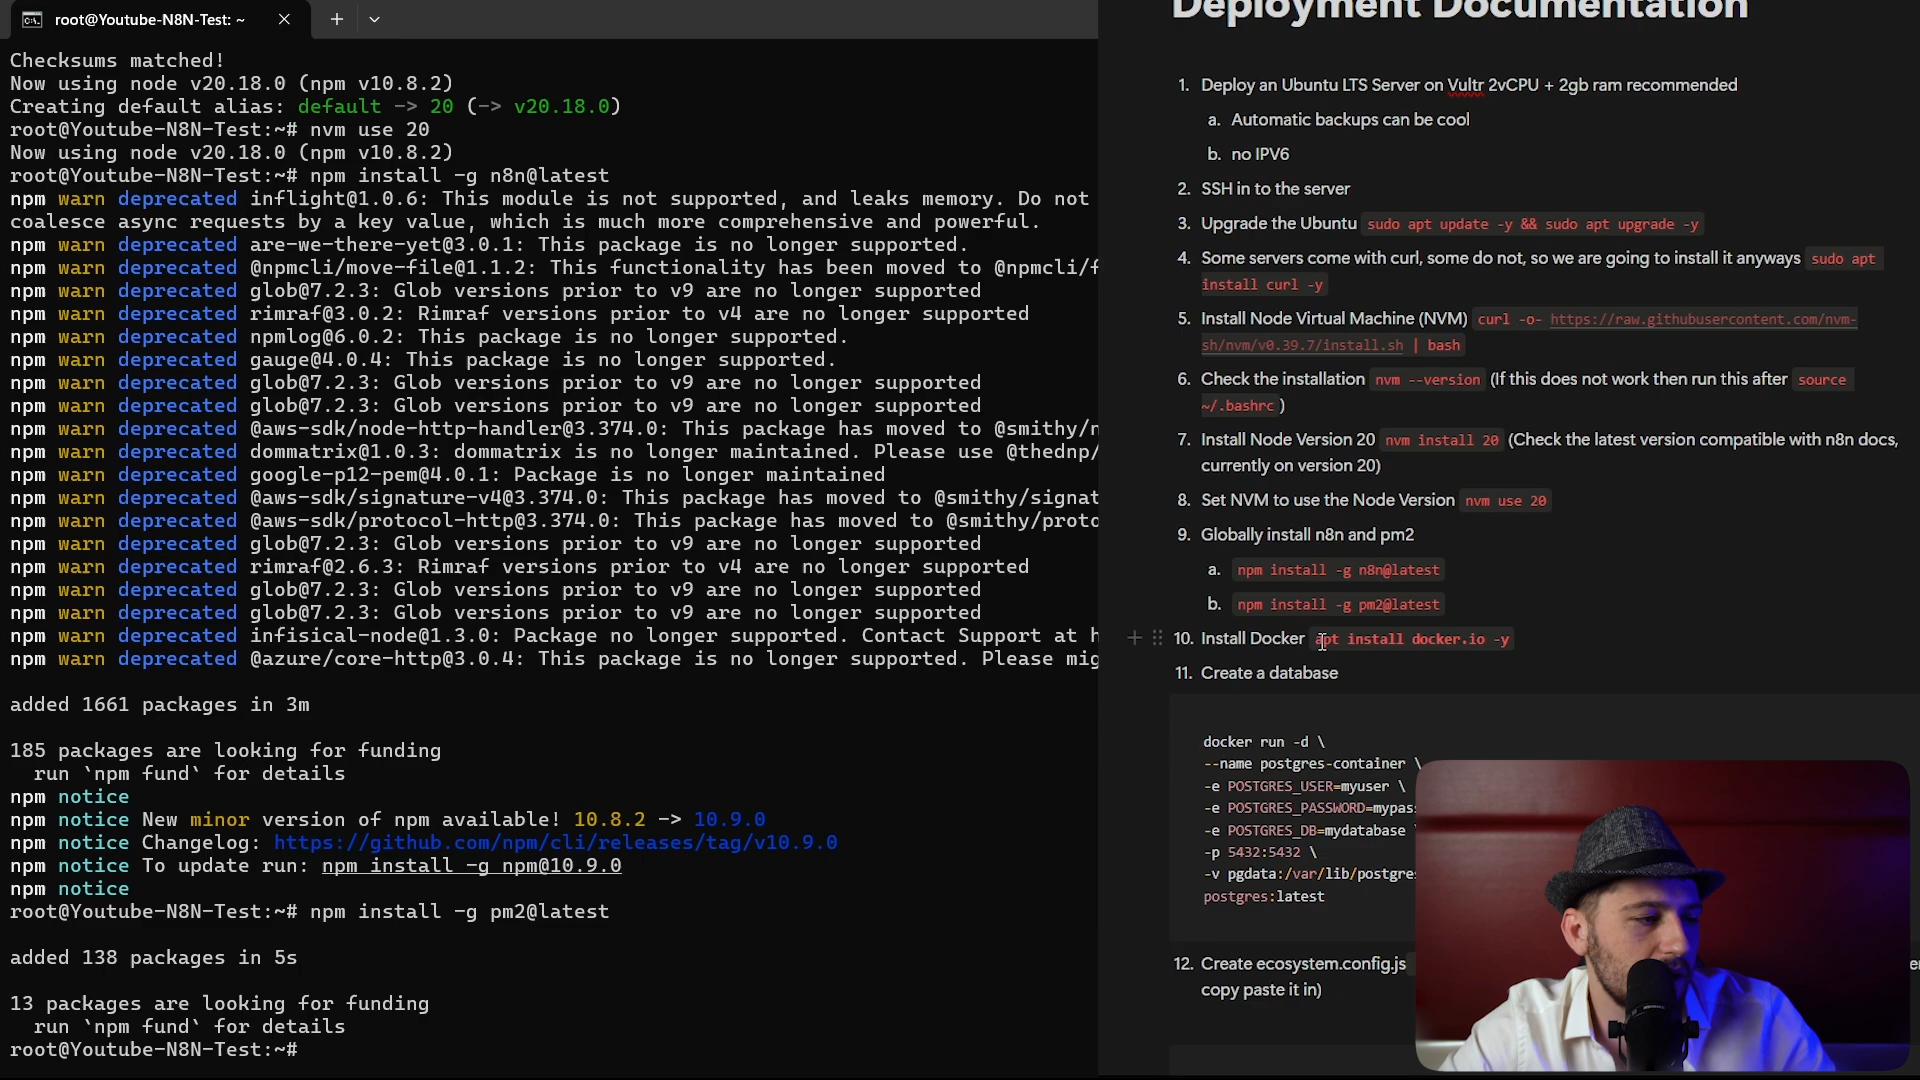 root@Youtube-N8N-Test: ~
Checksums matched!
Now using node v20.18.0 (npm v10.8.2)
Creating default alias: default -> 20 (-> v20.18.0)
root@Youtube-N8N-Test:~# nvm use 20
Now using node v20.18.0 (npm v10.8.2)
root@Youtube-N8N-Test:~# npm install -g n8n@latest
npm warn deprecated inflight@1.0.6: This module is not supported, and leaks memory. Do not
coalesce async requests by a key value, which is much more comprehensive and powerful.
npm warn deprecated are-we-there-yet@3.0.1: This package is no longer supported.
npm warn deprecated @npmcli/move-file@1.1.2: This functionality has been moved to @npmcli/f
npm warn deprecated glob@7.2.3: Glob versions prior to v9 are no longer supported
npm warn deprecated rimraf@3.0.2: Rimraf versions prior to v4 are no longer supported
npm warn deprecated npmlog@6.0.2: This package is no longer supported.
npm warn deprecated gauge@4.0.4: This package is no longer supported.
npm warn deprecated glob@7.2.3: Glob versions prior to v9 are no longer supported
npm warn deprecated glob@7.2.3: Glob versions prior to v9 are no longer supported
npm warn deprecated @aws-sdk/node-http-handler@3.374.0: This package has moved to @smithy/n
npm warn deprecated dommatrix@1.0.3: dommatrix is no longer maintained. Please use @thednp/
npm warn deprecated google-p12-pem@4.0.1: Package is no longer maintained
npm warn deprecated @aws-sdk/signature-v4@3.374.0: This package has moved to @smithy/signat
npm warn deprecated @aws-sdk/protocol-http@3.374.0: This package has moved to @smithy/proto
npm warn deprecated glob@7.2.3: Glob versions prior to v9 are no longer supported
npm warn deprecated rimraf@2.6.3: Rimraf versions prior to v4 are no longer supported
npm warn deprecated glob@7.2.3: Glob versions prior to v9 are no longer supported
npm warn deprecated glob@7.2.3: Glob versions prior to v9 are no longer supported
npm warn deprecated infisical-node@1.3.0: Package no longer supported. Contact Support at h
npm warn deprecated @azure/core-http@3.0.4: This package is no longer supported. Please mig
added 1661 packages in 3m
185 packages are looking for funding
run `npm fund` for details
npm notice
npm notice New minor version of npm available! 10.8.2 -> 10.9.0
npm notice Changelog: https://github.com/npm/cli/releases/tag/v10.9.0
npm notice To update run: npm install -g npm@10.9.0
npm notice
root@Youtube-N8N-Test:~# npm install -g pm2@latest
added 138 packages in 5s
13 packages are looking for funding
run `npm fund` for details
root@Youtube-N8N-Test:~#
Deployment Documentation
1. Deploy an Ubuntu LTS Server on Vultr 2vCPU + 2gb ram recommended
a. Automatic backups can be cool
b. no IPV6
2. SSH in to the server
3. Upgrade the Ubuntu sudo apt update -y && sudo apt upgrade -y
4. Some servers come with curl, some do not, so we are going to install it anyways sudo apt
install curl -y
5. Install Node Virtual Machine (NVM) curl -o- https://raw.githubusercontent.com/nvm-
sh/nvm/v0.39.7/install.sh | bash
6. Check the installation nvm --version (If this does not work then run this after source
~/.bashrc )
7. Install Node Version 20 nvm install 20 (Check the latest version compatible with n8n docs,
currently on version 20)
8. Set NVM to use the Node Version nvm use 20
9. Globally install n8n and pm2
a. npm install -g n8n@latest
b. npm install -g pm2@latest
10. Install Docker apt install docker.io -y
11. Create a database
docker run -d \
--name postgres-container \
-e POSTGRES_USER=myuser \
-e POSTGRES_PASSWORD=mypas
-e POSTGRES_DB=mydatabase \
-p 5432:5432 \
-v pgdata:/var/lib/postgres
postgres:latest
12. Create ecosystem.config.js
copy paste it in)